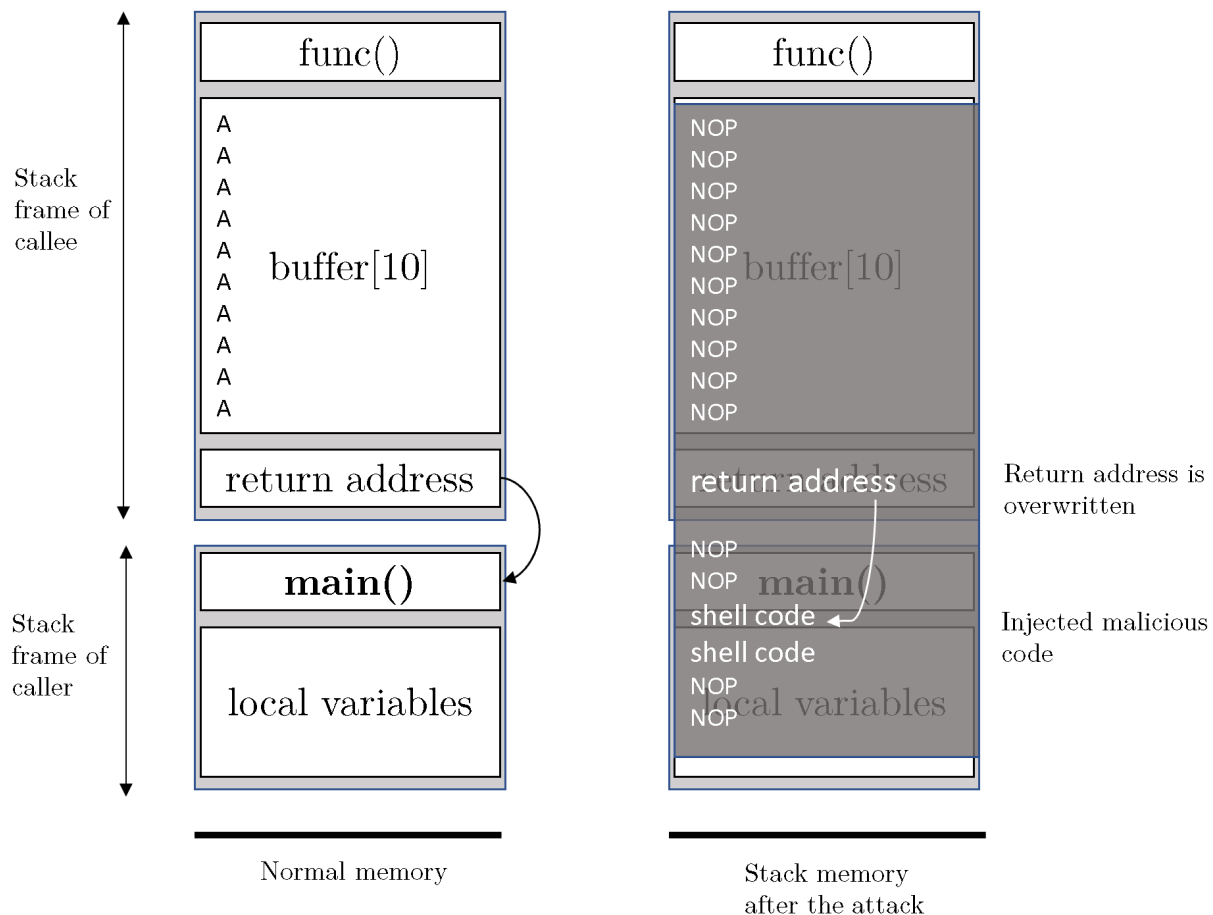 func()
A
A
A
A
A
A
A
A
A
A
buffer[10]
return address
main()
local variables
Stack
frame of
callee
Stack
frame of
caller
Normal memory
func()
NOP
NOP
NOP
NOP
NOP
NOP
NOP
NOP
NOP
NOP
buffer[10]
return address
return address
NOP
NOP
main()
shell code
shell code
NOP
NOP
local variables
Return address is
overwritten
Injected malicious
code
Stack memory
after the attack